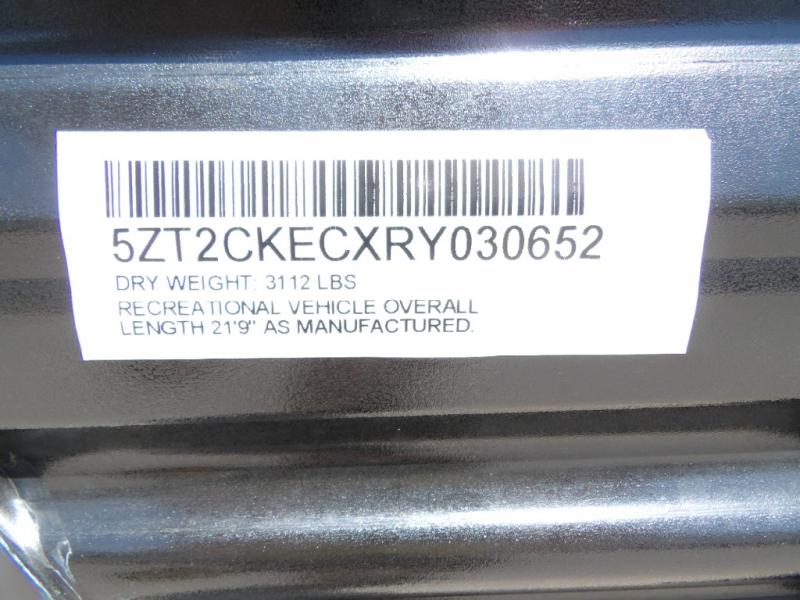 5ZT2CKECXRY030652
DRY WEIGHT: 3112 LBS
RECREATIONAL VEHICLE OVERALL
LENGTH 21'9" AS MANUFACTURED.